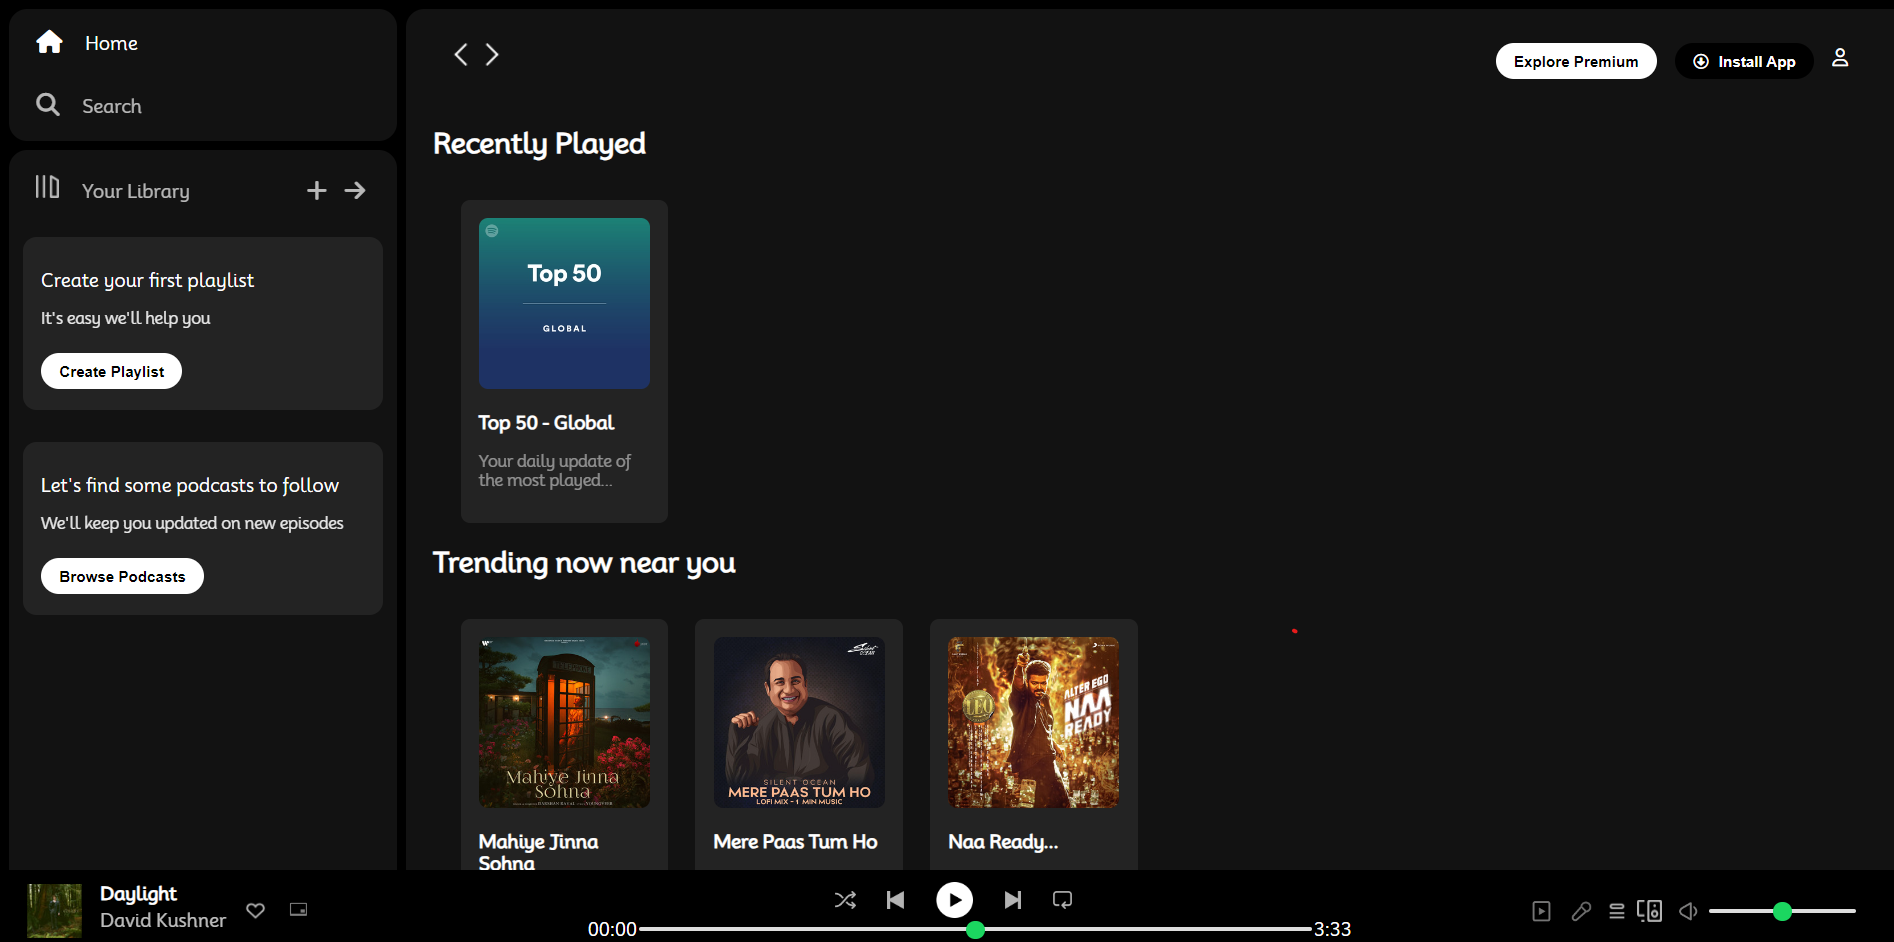 Home
Search
Your Library
Create your first playlist
It's easy we'll help you
Create Playlist
Let's find some podcasts to follow
We'll keep you updated on new episodes
Browse Podcasts
Explore Premium
Install App
Recently Played
Top 50
GLOBAL
Top 50 - Global
Your daily update of
the most played...
Trending now near you
TELEPHONE
Mahiye Jinna
Sohna
Mahiye Jinna
Sohna
Silent
OCEAN
SILENT OCEAN
MERE PAAS TUM HO
LOFI MIX - 1 MIN MUSIC
Mere Paas Tum Ho
LEO
ALTER EGO
NAA
READY
Naa Ready...
Daylight
David Kushner
00:00
3:33